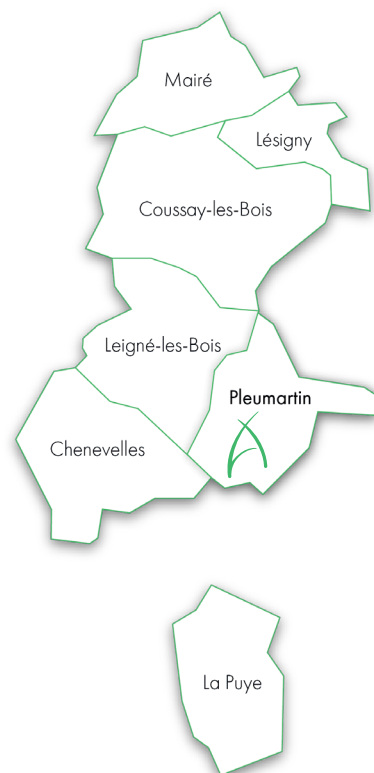 Mairé
Lésigny
Coussay-les-Bois
Leigné-les-Bois
Pleumartin
Chenevelles
La Puye